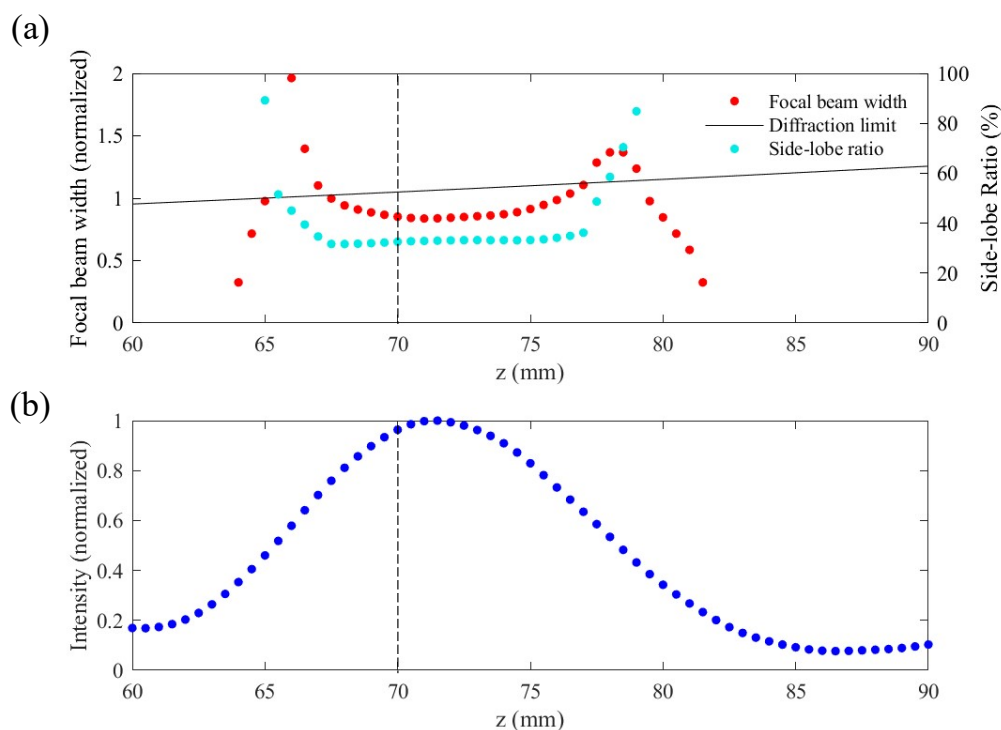 (a)
Focal beam width (normalized)
2
1.5
1
0.5
0
100
80
60
40
20
0
Side-lobe Ratio (%)
Focal beam width
Diffraction limit
Side-lobe ratio
60 65 70 75 80 85 90
z (mm)
(b)
Intensity (normalized)
1
0.8
0.6
0.4
0.2
0
60 65 70 75 80 85 90
z (mm)